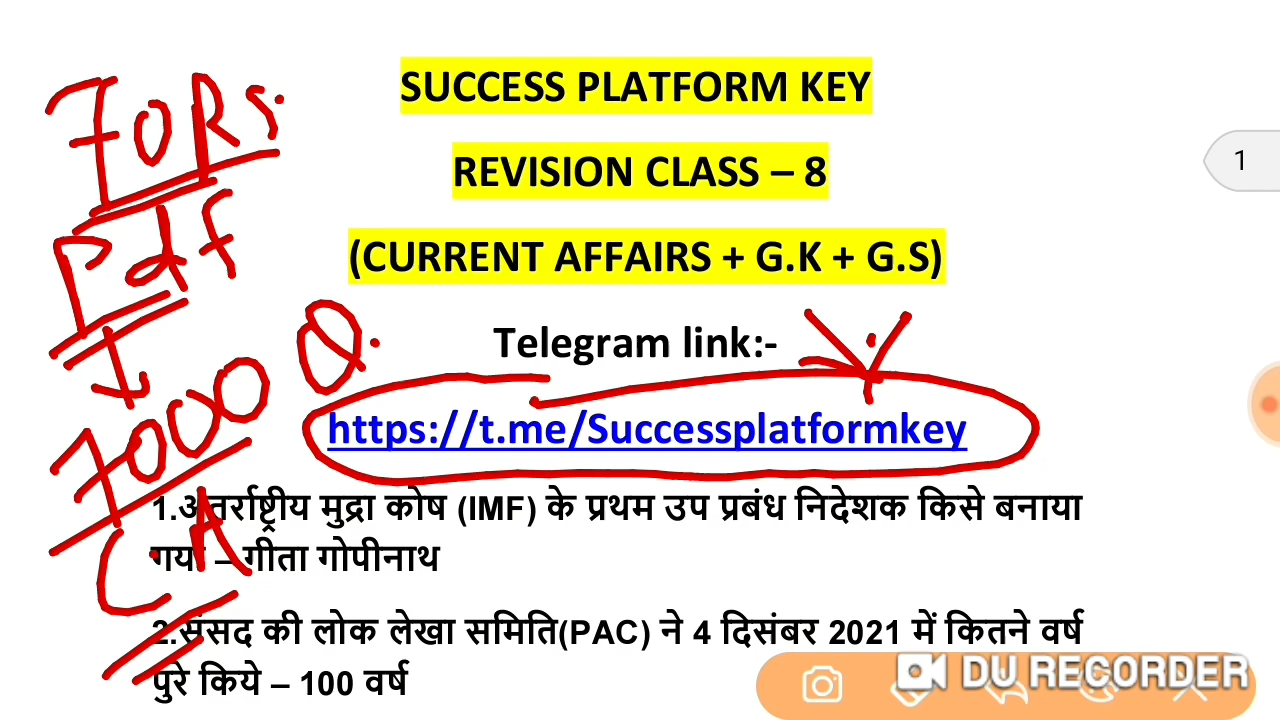 SUCCESS PLATFORM KEY
REVISION CLASS – 8
(CURRENT AFFAIRS + G.K + G.S)
Telegram link:-
https://t.me/Successplatformkey
1.अंतर्राष्ट्रीय मुद्रा कोष (IMF) के प्रथम उप प्रबंध निदेशक किसे बनाया
गया – गीता गोपीनाथ
2.संसद की लोक लेखा समिति(PAC) ने 4 दिसंबर 2021 में कितने वर्ष
पुरे किये – 100 वर्ष
70Rs.
Pdf
7000 Q.
CA
1
DU RECORDER